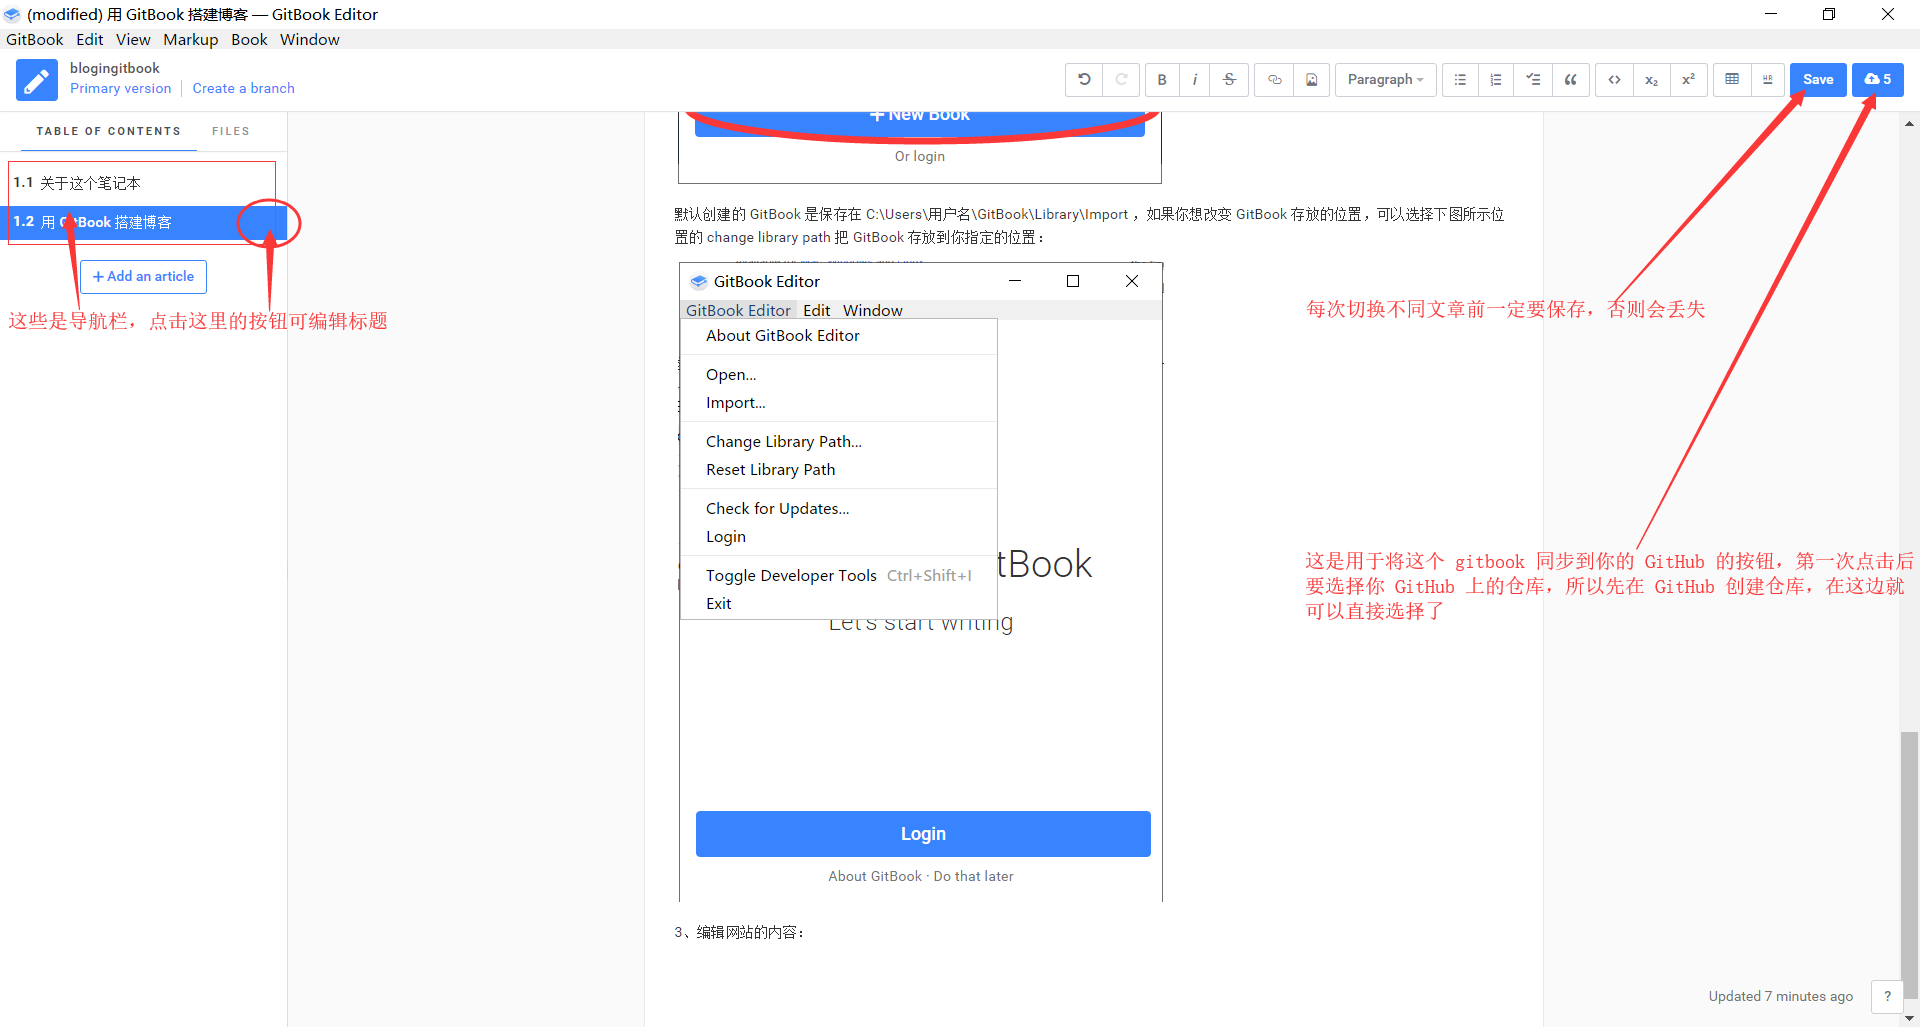 (modified) 用 GitBook 搭建博客 — GitBook Editor
GitBook Edit View Markup Book Window
blogingitbook
Primary version Create a branch
B i S Paragraph x₂ x² HR Save 5
TABLE OF CONTENTS FILES
New Book
Or login
1.1 关于这个笔记本
1.2 用 GitBook 搭建博客
Add an article
这些是导航栏，点击这里的按钮可编辑标题
默认创建的 GitBook 是保存在 C:\Users\用户名\GitBook\Library\Import ，如果你想改变 GitBook 存放的位置，可以选择下图所示位
置的 change library path 把 GitBook 存放到你指定的位置：
GitBook Editor
GitBook Editor Edit Window
About GitBook Editor
Open...
Import...
Change Library Path...
Reset Library Path
Check for Updates...
Login
Toggle Developer Tools Ctrl+Shift+I
Exit
tBook
Let's start writing
Login
About GitBook · Do that later
每次切换不同文章前一定要保存，否则会丢失
这是用于将这个 gitbook 同步到你的 GitHub 的按钮，第一次点击后
要选择你 GitHub 上的仓库，所以先在 GitHub 创建仓库，在这边就
可以直接选择了
3、编辑网站的内容：
Updated 7 minutes ago ?